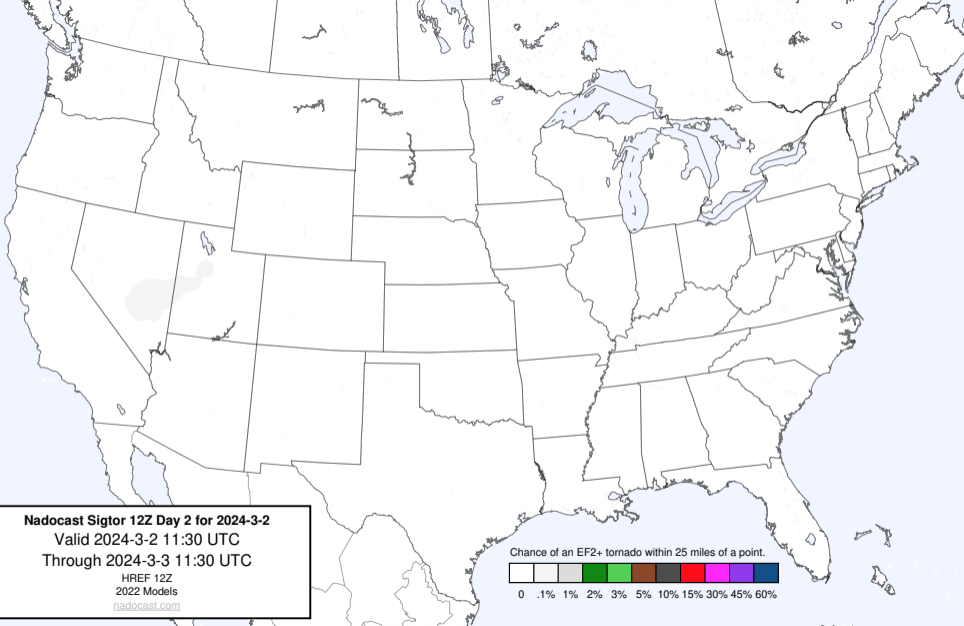 Nadocast Sigtor 12Z Day 2 for 2024-3-2
Valid 2024-3-2 11:30 UTC
Through 2024-3-3 11:30 UTC
HREF 12Z
2022 Models
nadocast.com
Chance of an EF2+ tornado within 25 miles of a point.
0 .1% 1% 2% 3% 5% 10% 15% 30% 45% 60%